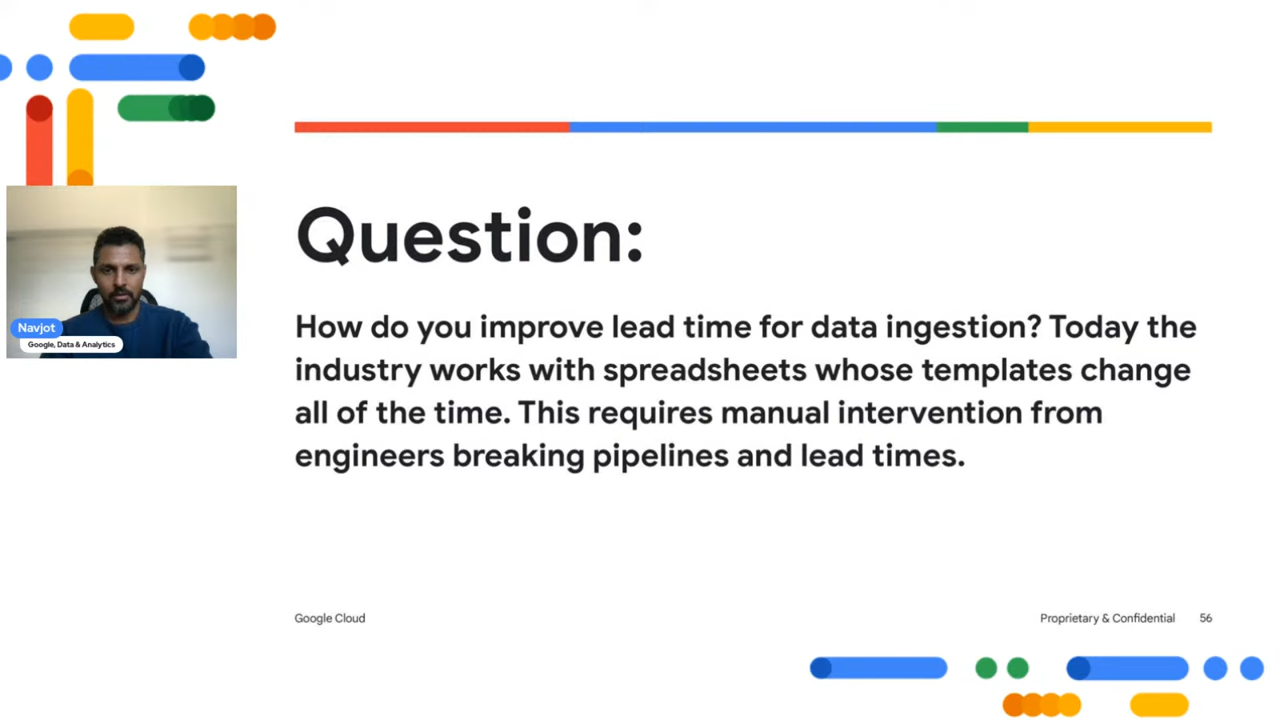 Question:
How do you improve lead time for data ingestion? Today the
industry works with spreadsheets whose templates change
all of the time. This requires manual intervention from
engineers breaking pipelines and lead times.
Navjot
Google, Data & Analytics
Google Cloud
Proprietary & Confidential 56